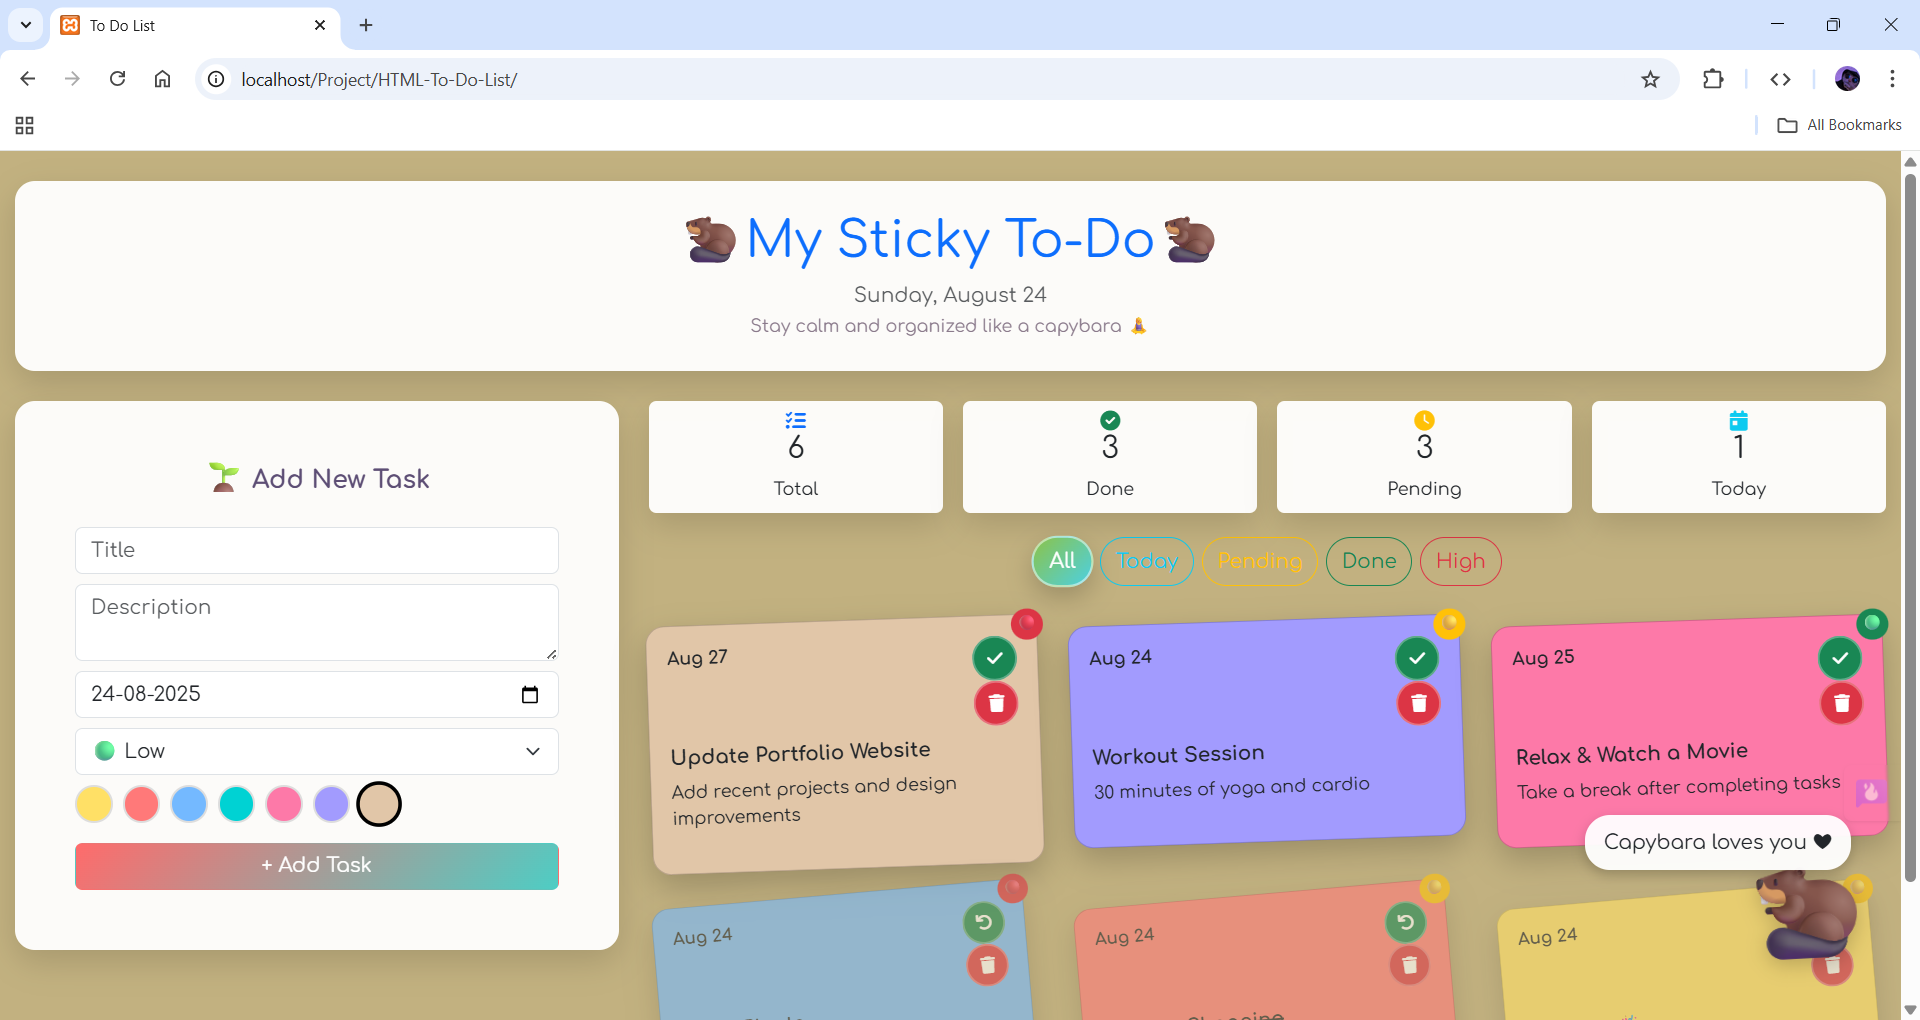 To Do List
localhost/Project/HTML-To-Do-List/
All Bookmarks
My Sticky To-Do
Sunday, August 24
Stay calm and organized like a capybara
Add New Task
Title
Description
24-08-2025
Low
+ Add Task
6
Total
3
Done
3
Pending
1
Today
All
Today
Pending
Done
High
Aug 27
Update Portfolio Website
Add recent projects and design
improvements
Aug 24
Workout Session
30 minutes of yoga and cardio
Aug 25
Relax & Watch a Movie
Take a break after completing tasks
Capybara loves you
Aug 24
Aug 24
Aug 24